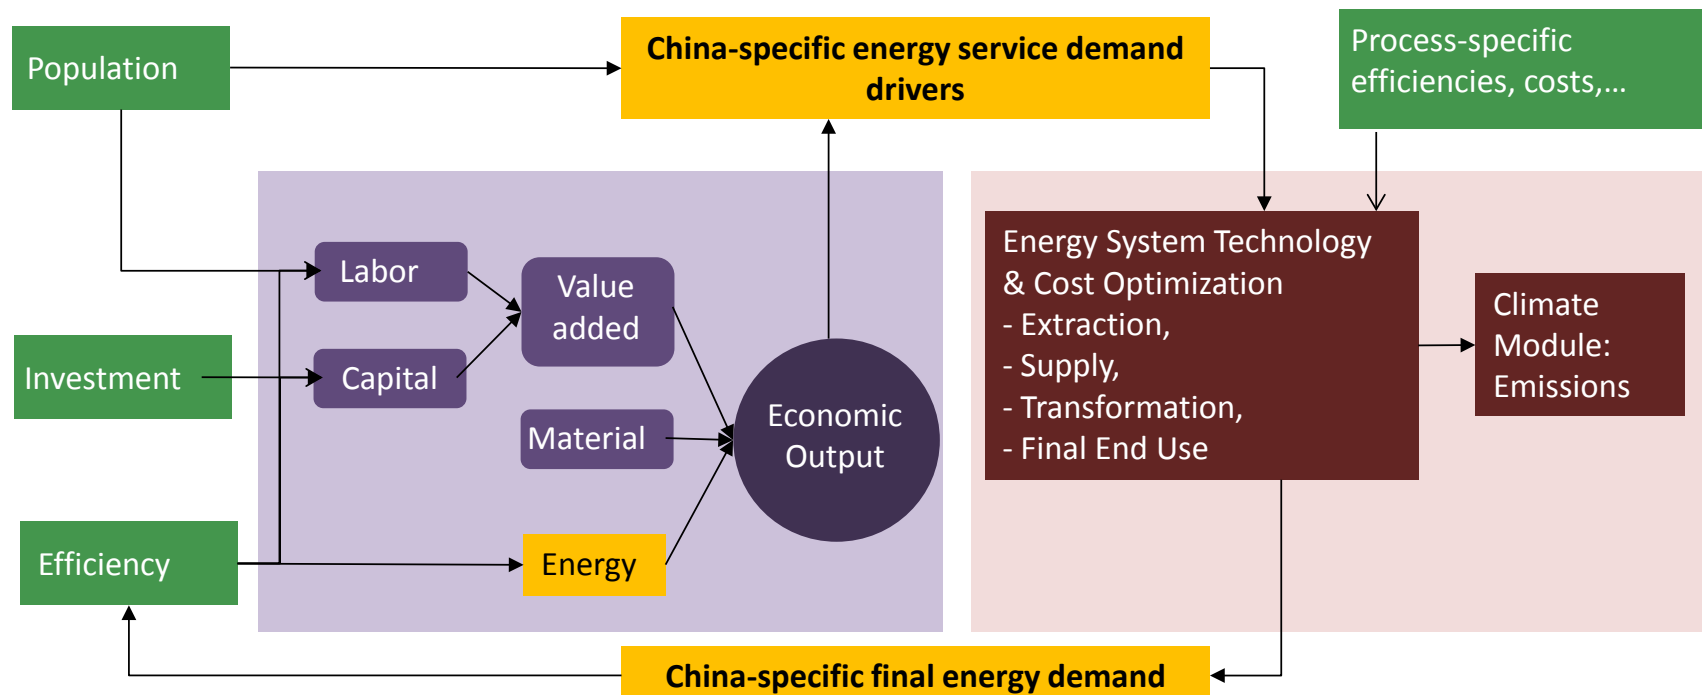 Population
China-specific energy service demand
drivers
Process-specific
efficiencies, costs,...
Labor
Value
added
Investment
Capital
Material
Economic
Output
Efficiency
Energy
Energy System Technology
& Cost Optimization
- Extraction,
- Supply,
- Transformation,
- Final End Use
Climate
Module:
Emissions
China-specific final energy demand